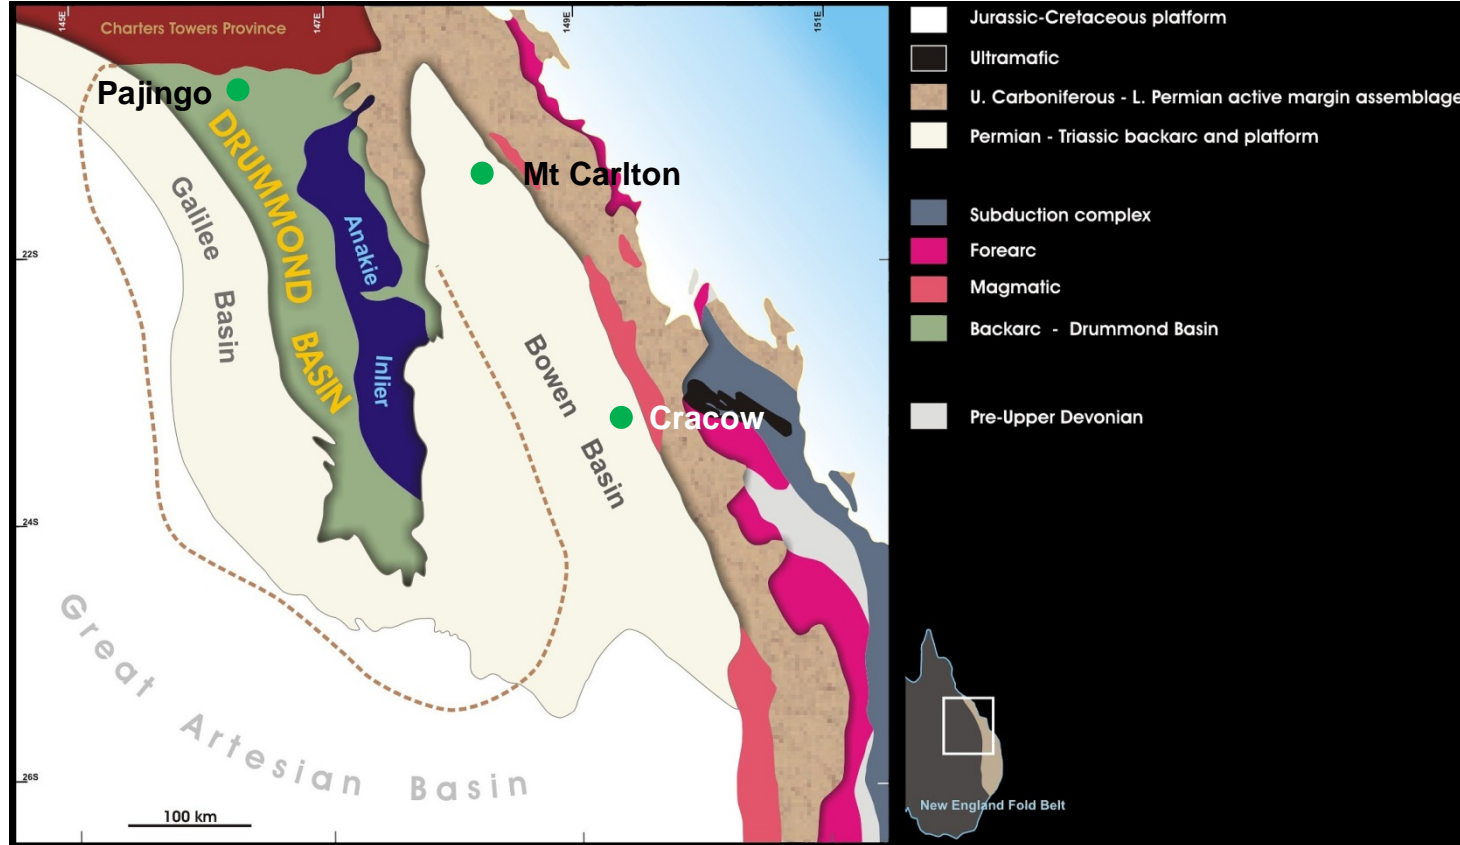 145E
147E
149E
151E
Charters Towers Province
Pajingo
DRUMMOND
BASIN
Mt Carlton
Galilee
Basin
Anakie
Inlier
22S
Bowen
Basin
Cracow
24S
Great Artesian Basin
26S
100 km
Jurassic-Cretaceous platform
Ultramafic
U. Carboniferous - L. Permian active margin assemblage
Permian - Triassic backarc and platform
Subduction complex
Forearc
Magmatic
Backarc - Drummond Basin
Pre-Upper Devonian
New England Fold Belt